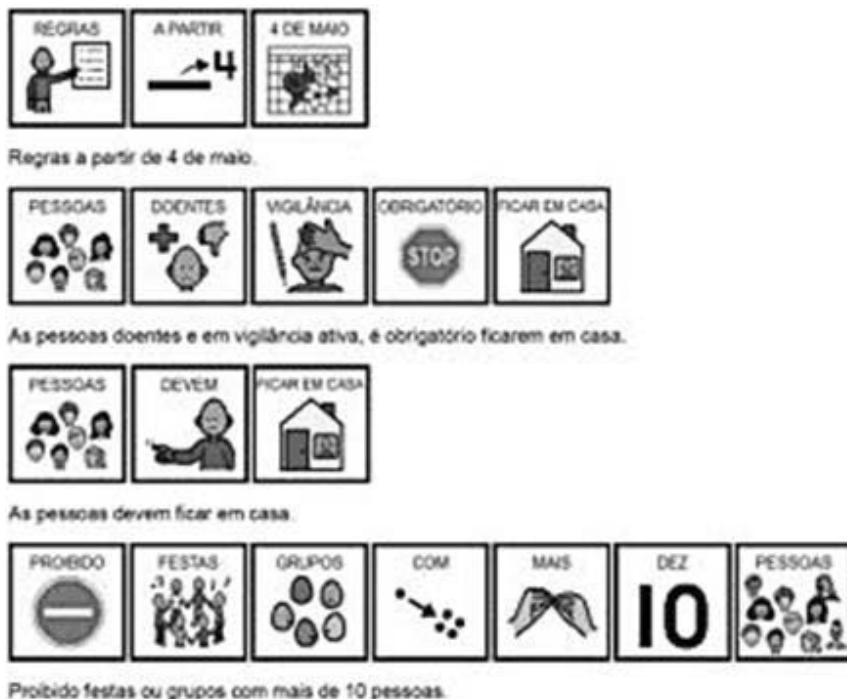 REGRAS A PARTIR 4 DE MAIO
4
Regras a partir de 4 de maio.
PESSOAS DOENTES VIGILÂNCIA OBRIGATÓRIO FICAR EM CASA
STOP
As pessoas doentes e em vigilância ativa, é obrigatório ficarem em casa.
PESSOAS DEVEM FICAR EM CASA
As pessoas devem ficar em casa.
PROIBIDO FESTAS GRUPOS COM MAIS DEZ PESSOAS
10
Proibido festas ou grupos com mais de 10 pessoas.